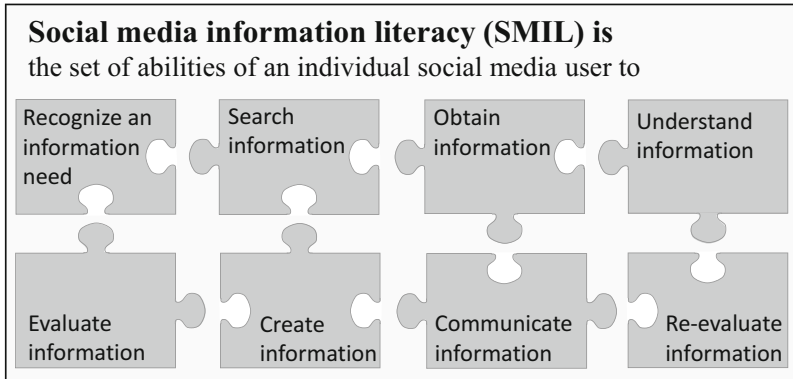 Social media information literacy (SMIL) is
the set of abilities of an individual social media user to
Recognize an
information
need
Search
information
Obtain
information
Understand
information
Evaluate
information
Create
information
Communicate
information
Re-evaluate
information